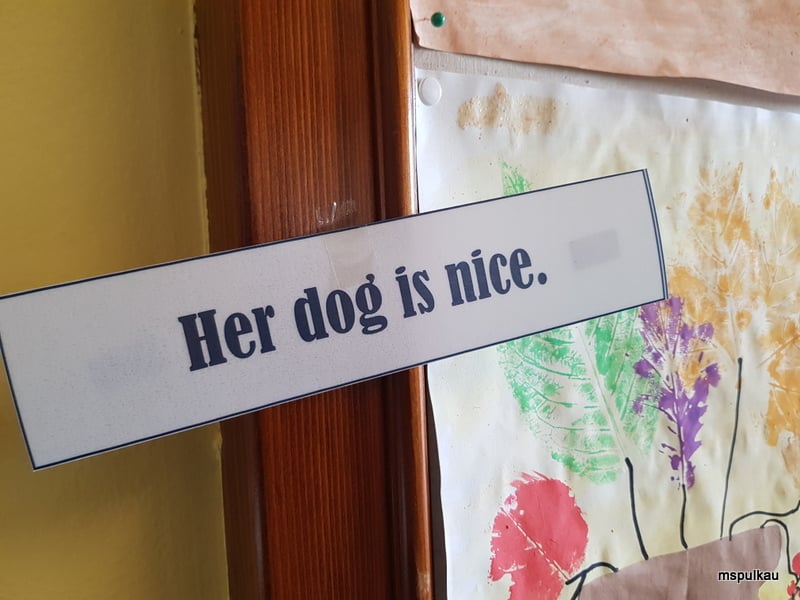 Her dog is nice.
mspulkau